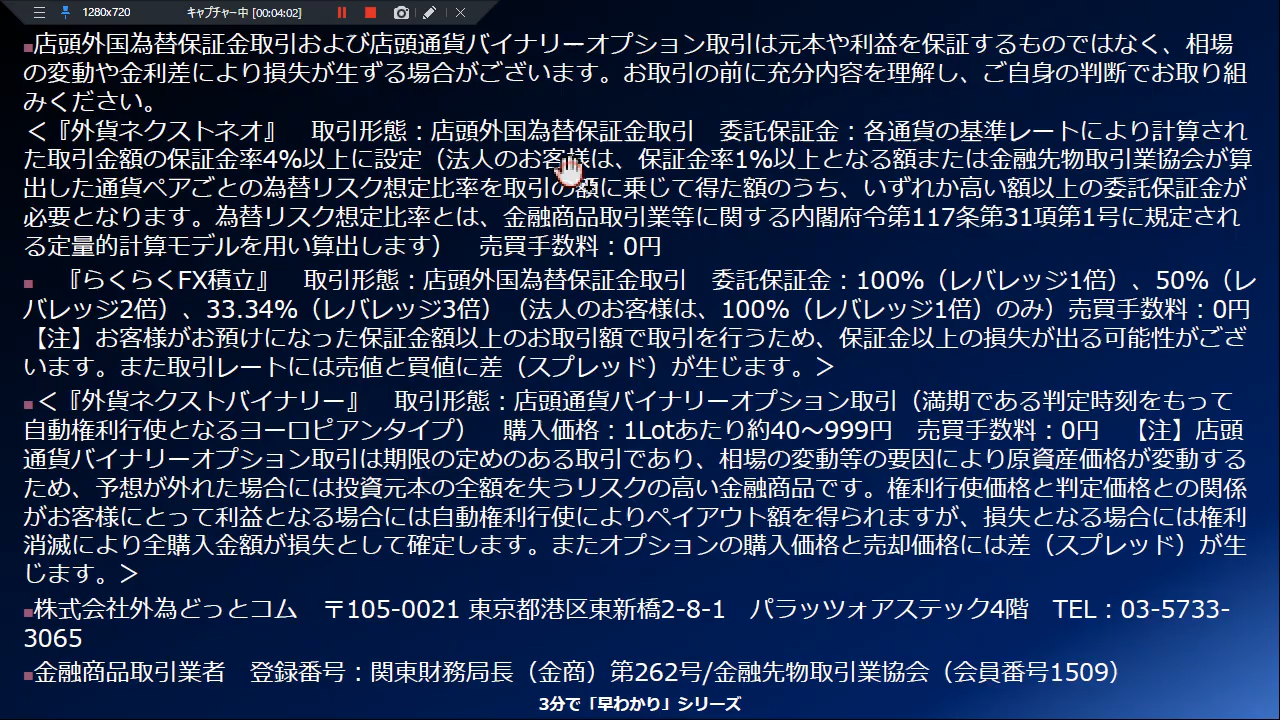 1280x720 キャプチャー中 [00:04:02]
■店頭外国為替保証金取引および店頭通貨バイナリーオプション取引は元本や利益を保証するものではなく、相場
の変動や金利差により損失が生ずる場合がございます。お取引の前に充分内容を理解し、ご自身の判断でお取り組
みください。
＜『外貨ネクストネオ』　取引形態：店頭外国為替保証金取引　委託保証金：各通貨の基準レートにより計算され
た取引金額の保証金率4%以上に設定（法人のお客様は、保証金率1%以上となる額または金融先物取引業協会が算
出した通貨ペアごとの為替リスク想定比率を取引の額に乗じて得た額のうち、いずれか高い額以上の委託保証金が
必要となります。為替リスク想定比率とは、金融商品取引業等に関する内閣府令第117条第31項第1号に規定され
る定量的計算モデルを用い算出します）　売買手数料：0円
■　『らくらくFX積立』　取引形態：店頭外国為替保証金取引　委託保証金：100%（レバレッジ1倍）、50%（レ
バレッジ2倍）、33.34%（レバレッジ3倍）（法人のお客様は、100%（レバレッジ1倍）のみ）売買手数料：0円
【注】お客様がお預けになった保証金額以上のお取引額で取引を行うため、保証金以上の損失が出る可能性がござ
います。また取引レートには売値と買値に差（スプレッド）が生じます。＞
■＜『外貨ネクストバイナリー』　取引形態：店頭通貨バイナリーオプション取引（満期である判定時刻をもって
自動権利行使となるヨーロピアンタイプ）　購入価格：1Lotあたり約40～999円　売買手数料：0円　【注】店頭
通貨バイナリーオプション取引は期限の定めのある取引であり、相場の変動等の要因により原資産価格が変動する
ため、予想が外れた場合には投資元本の全額を失うリスクの高い金融商品です。権利行使価格と判定価格との関係
がお客様にとって利益となる場合には自動権利行使によりペイアウト額を得られますが、損失となる場合には権利
消滅により全購入金額が損失として確定します。またオプションの購入価格と売却価格には差（スプレッド）が生
じます。＞
■株式会社外為どっとコム　〒105-0021 東京都港区東新橋2-8-1　パラッツォアステック4階　TEL：03-5733-
3065
■金融商品取引業者　登録番号：関東財務局長（金商）第262号/金融先物取引業協会（会員番号1509）
3分で「早わかり」シリーズ